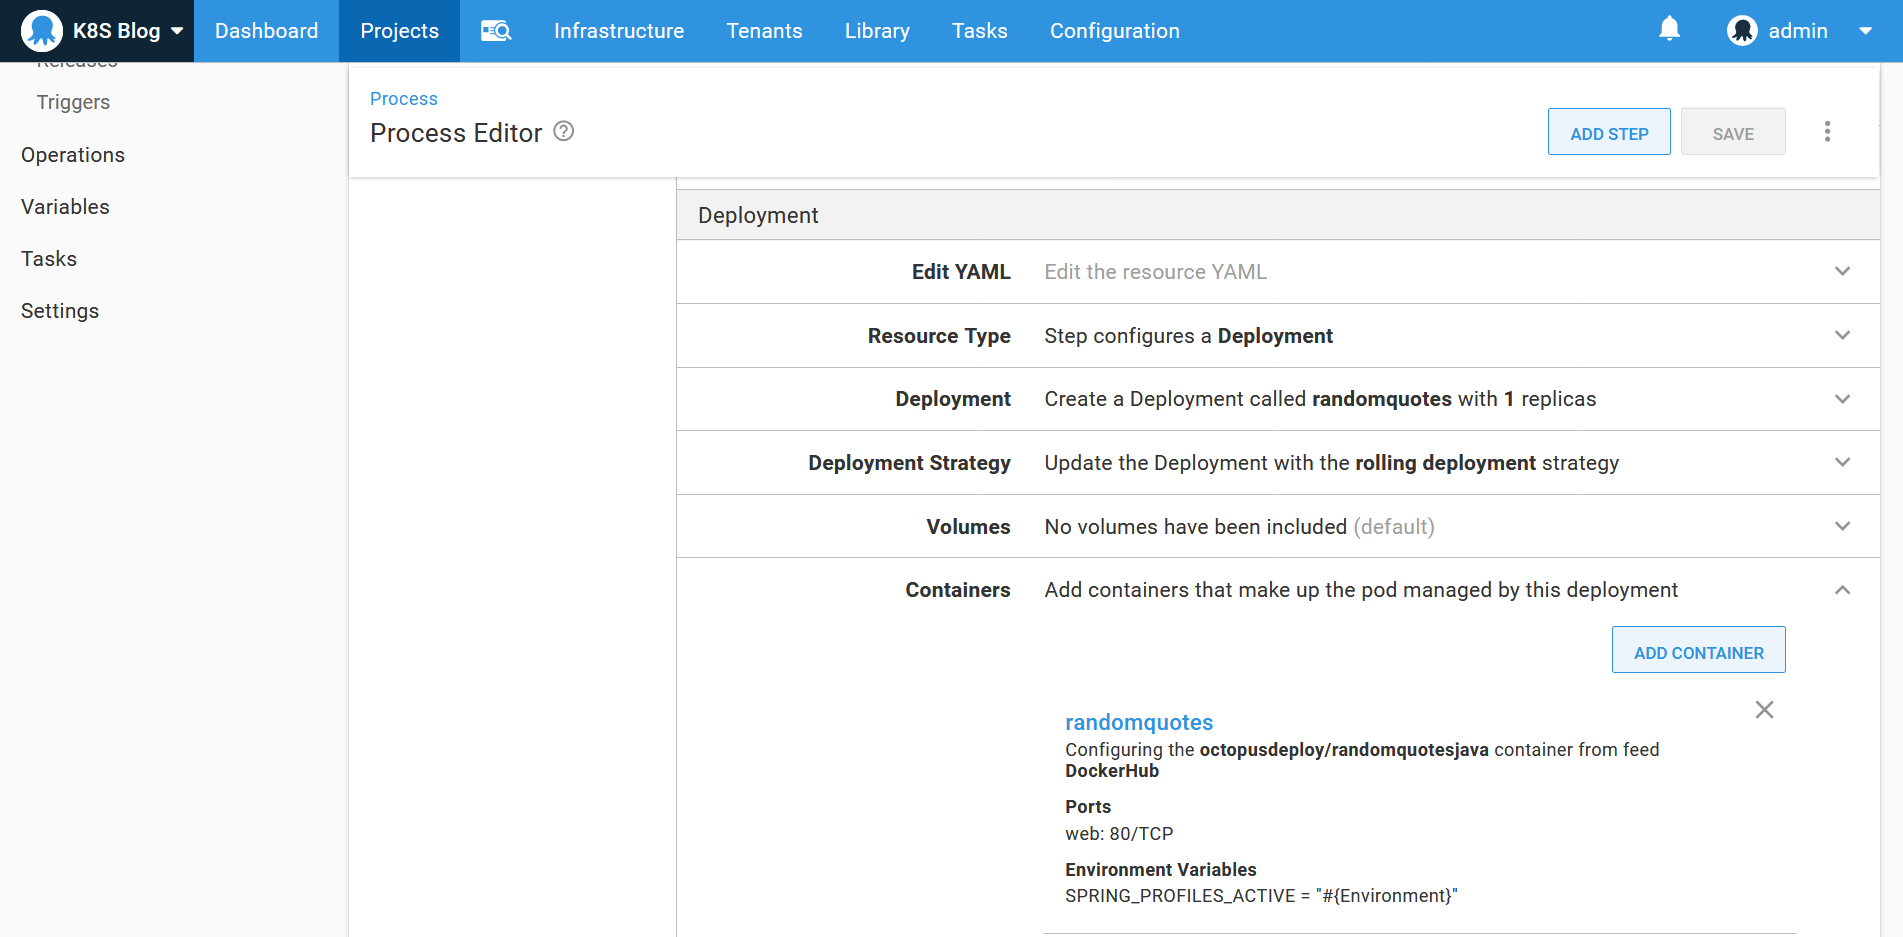 K8S Blog
Dashboard
Projects
Infrastructure
Tenants
Library
Tasks
Configuration
admin
Releases
Triggers
Operations
Variables
Tasks
Settings
Process
Process Editor
ADD STEP
SAVE
Deployment
Edit YAML Edit the resource YAML
Resource Type Step configures a Deployment
Deployment Create a Deployment called randomquotes with 1 replicas
Deployment Strategy Update the Deployment with the rolling deployment strategy
Volumes No volumes have been included (default)
Containers Add containers that make up the pod managed by this deployment
ADD CONTAINER
randomquotes
Configuring the octopusdeploy/randomquotesjava container from feed
DockerHub
Ports
web: 80/TCP
Environment Variables
SPRING_PROFILES_ACTIVE = "#{Environment}"